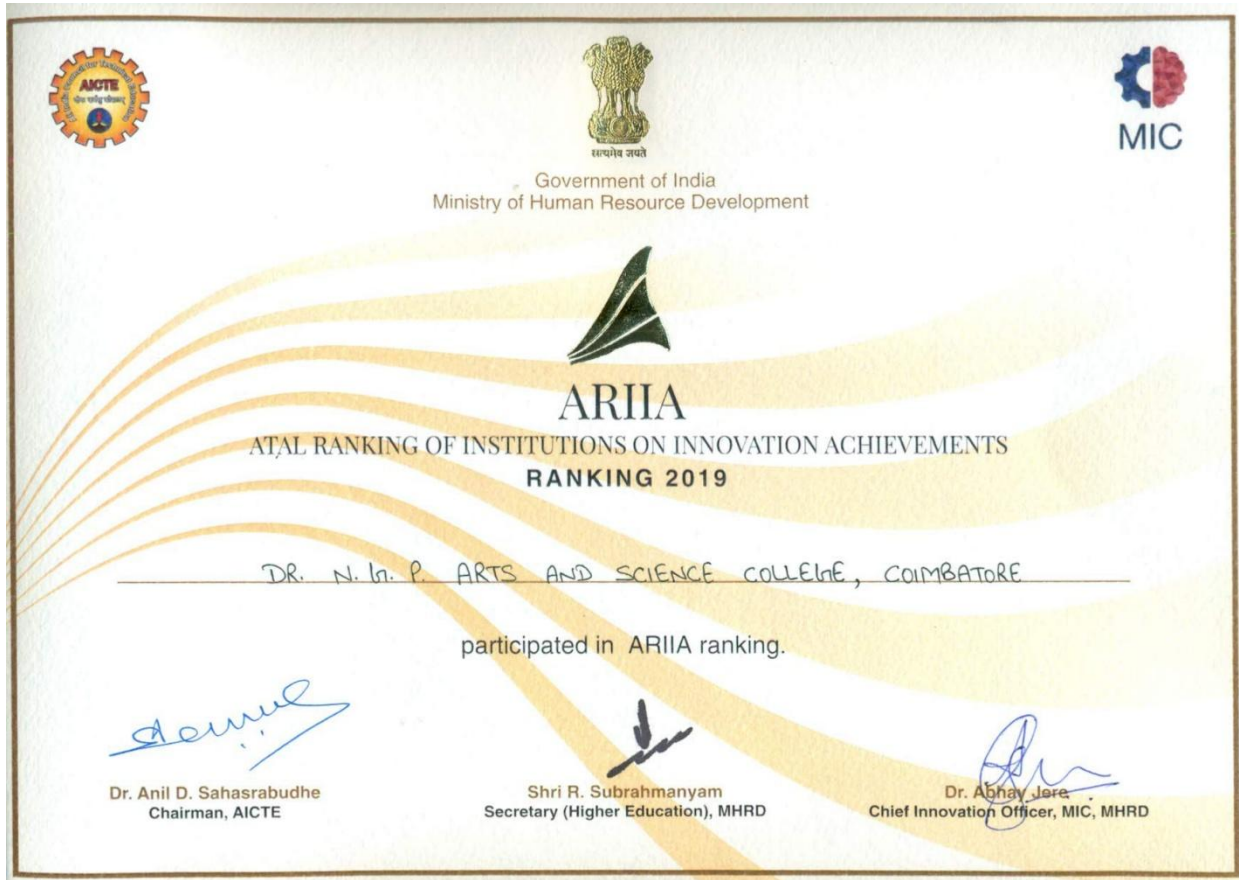 AICTE
सत्यमेव जयते
MIC
Government of India
Ministry of Human Resource Development
ARIIA
ATAL RANKING OF INSTITUTIONS ON INNOVATION ACHIEVEMENTS
RANKING 2019
DR. N. G. P. ARTS AND SCIENCE COLLEGE, COIMBATORE
participated in ARIIA ranking.
Dr. Anil D. Sahasrabudhe
Chairman, AICTE
Shri R. Subrahmanyam
Secretary (Higher Education), MHRD
Dr. Abhay Jere
Chief Innovation Officer, MIC, MHRD